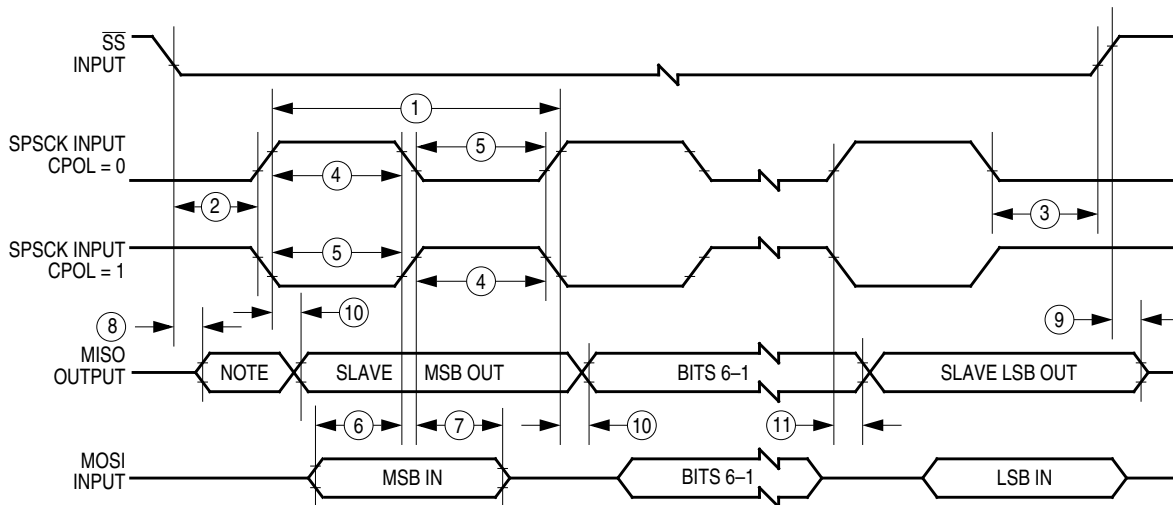 SS
INPUT
1
SPSCK INPUT
CPOL = 0
5
4
2
3
SPSCK INPUT
CPOL = 1
5
4
8
10
9
MISO
OUTPUT
NOTE
SLAVE MSB OUT
BITS 6–1
SLAVE LSB OUT
6
7
10
11
MOSI
INPUT
MSB IN
BITS 6–1
LSB IN